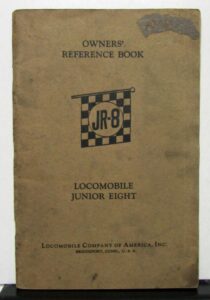 OWNERS'
REFERENCE BOOK
JR-8
LOCOMOBILE
JUNIOR EIGHT
LOCOMOBILE COMPANY OF AMERICA, INC.
BRIDGEPORT, CONN., U. S. A.